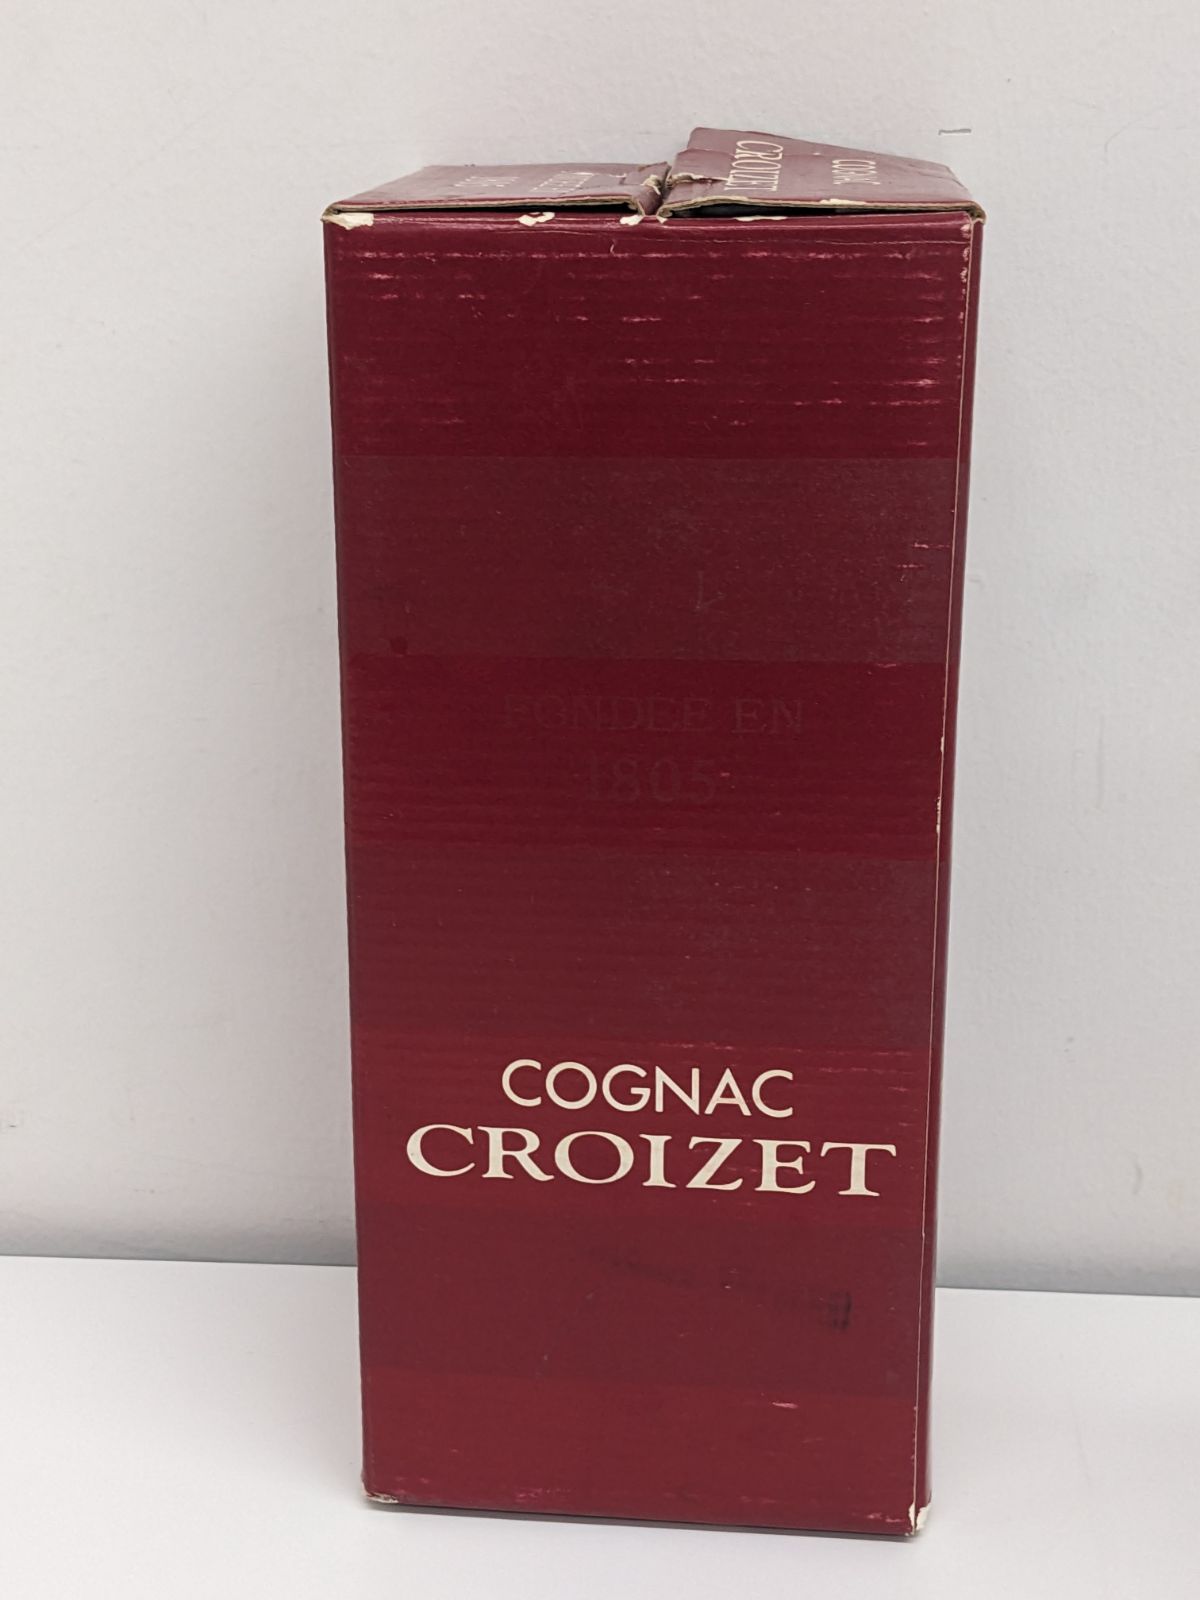 COGNAC
CROIZET
FONDÉE EN
1805
COGNAC
CROIZET